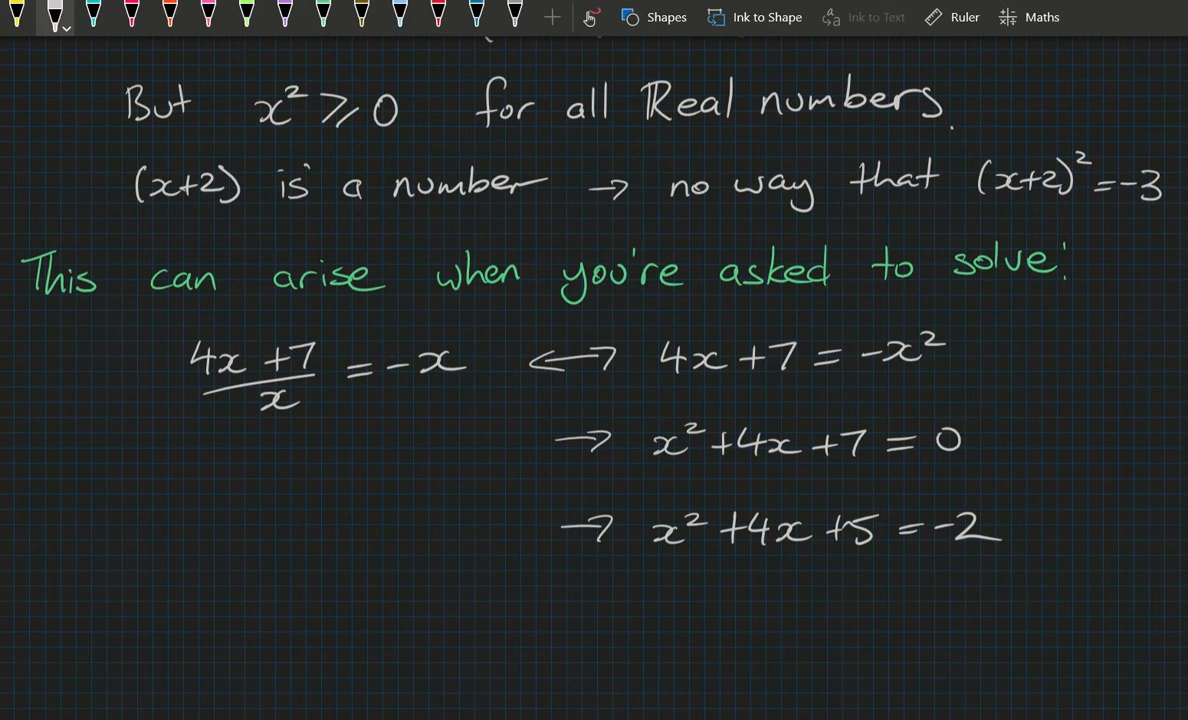 Shapes Ink to Shape Ink to Text Ruler Maths
But x² ⩾ 0 for all Real numbers.
(x+2) is a number → no way that (x+2)² = -3
This can arise when you're asked to solve:
(4x+7)/x = -x ⟷ 4x+7 = -x²
→ x²+4x+7 = 0
→ x²+4x+5 = -2